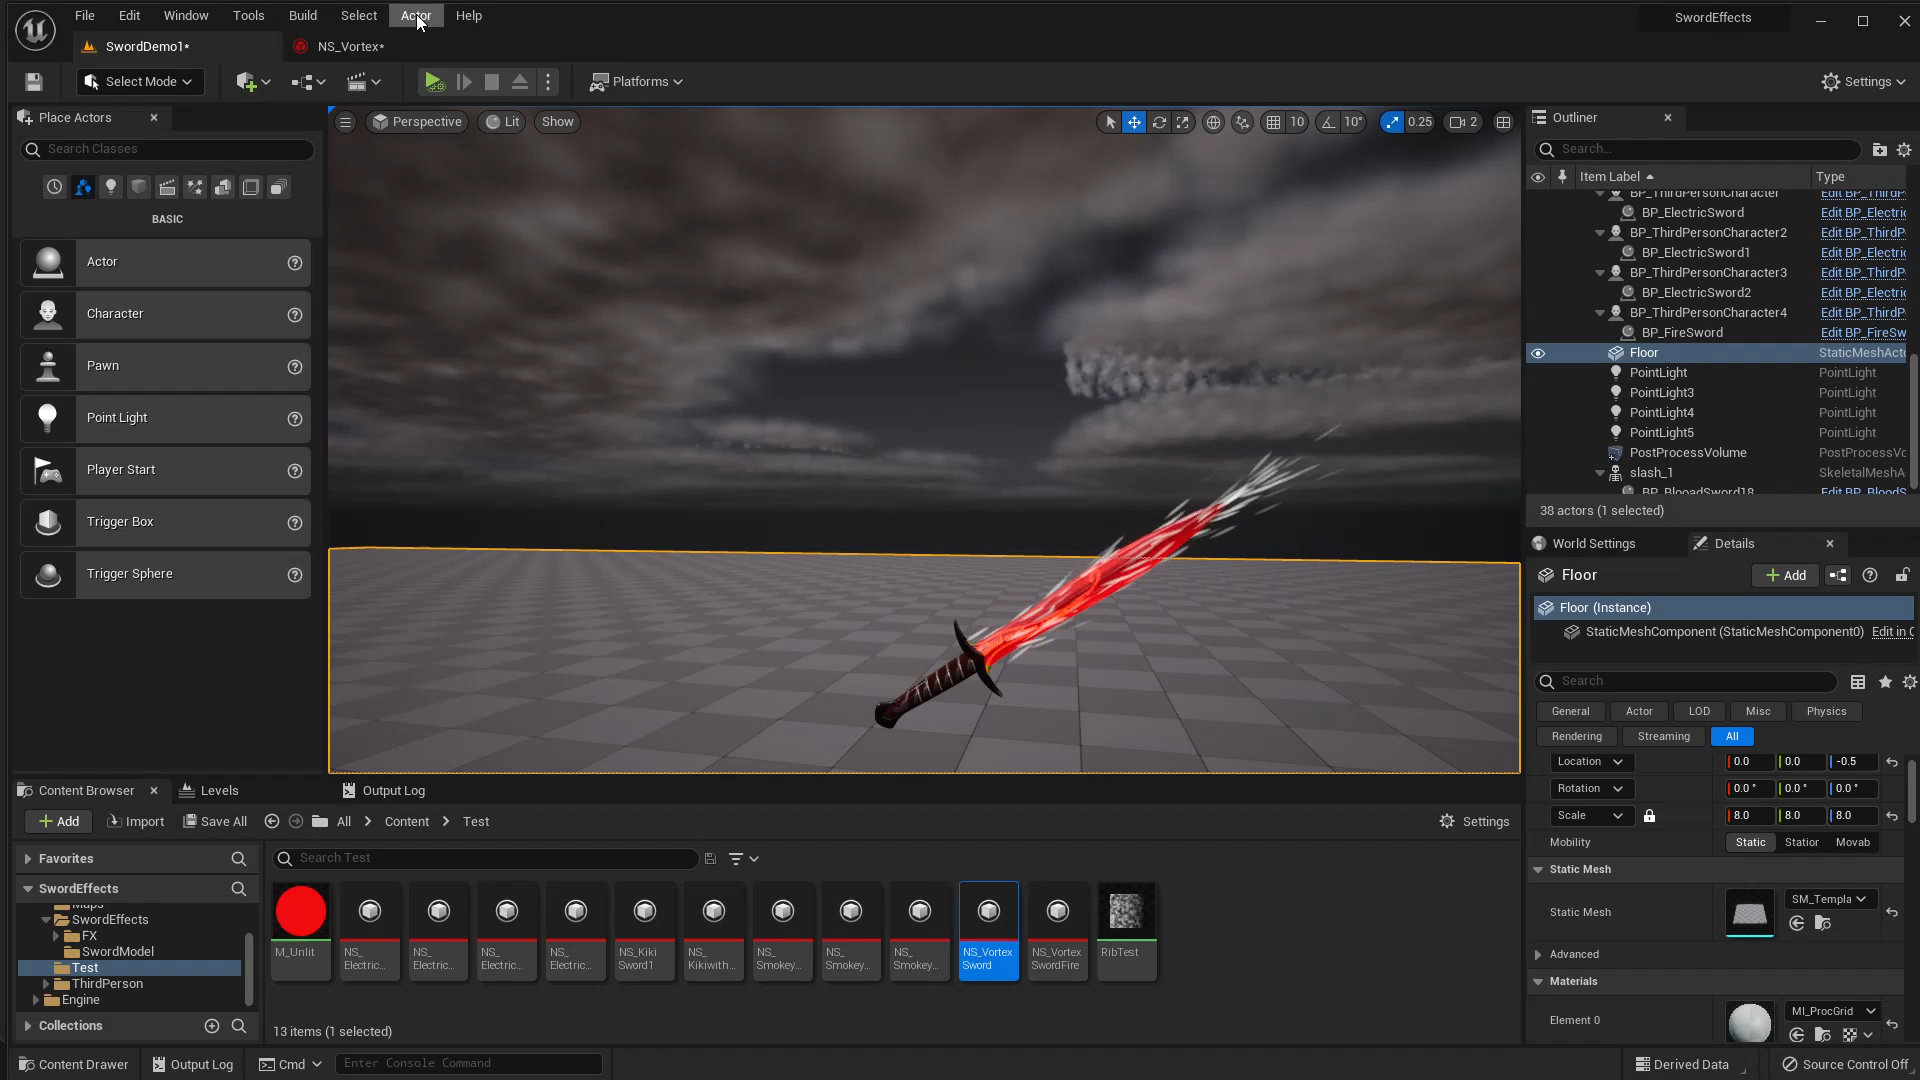 File Edit Window Tools Build Select Actor Help
SwordEffects
SwordDemo1*
NS_Vortex*
Select Mode
Platforms
Settings
Place Actors
Search Classes
BASIC
Actor
Character
Pawn
Point Light
Player Start
Trigger Box
Trigger Sphere
Perspective
Lit
Show
10
10°
0.25
2
Outliner
Search...
Item Label
Type
BP_ThirdPersonCharacter Edit BP_ThirdP
BP_ElectricSword Edit BP_Electric
BP_ThirdPersonCharacter2 Edit BP_ThirdP
BP_ElectricSword1 Edit BP_Electric
BP_ThirdPersonCharacter3 Edit BP_ThirdP
BP_ElectricSword2 Edit BP_Electric
BP_ThirdPersonCharacter4 Edit BP_ThirdP
BP_FireSword Edit BP_FireSw
Floor StaticMeshActo
PointLight PointLight
PointLight3 PointLight
PointLight4 PointLight
PointLight5 PointLight
PostProcessVolume PostProcessVo
slash_1 SkeletalMeshA
BP_BloodSword18 Edit BP_BloodS
38 actors (1 selected)
World Settings
Details
Floor
Add
Floor (Instance)
StaticMeshComponent (StaticMeshComponent0) Edit in C
Search
General Actor LOD Misc Physics
Rendering Streaming All
Location 0.0 0.0 -0.5
Rotation 0.0 ° 0.0 ° 0.0 °
Scale 8.0 8.0 8.0
Mobility Static Station Movab
Static Mesh
Static Mesh SM_Templa
Advanced
Materials
Element 0 MI_ProcGrid
Content Browser
Levels
Output Log
Add
Import
Save All
All > Content > Test
Settings
Favorites
SwordEffects
Maps
SwordEffects
FX
SwordModel
Test
ThirdPerson
Engine
Collections
Search Test
M_Unlit
NS_
Electric...
NS_
Electric...
NS_
Electric...
NS_
Electric...
NS_Kiki
Sword1
NS_
Kikiwith...
NS_
Smokey...
NS_
Smokey...
NS_
Smokey...
NS_Vortex
Sword
NS_Vortex
SwordFire
RibTest
13 items (1 selected)
Content Drawer
Output Log
Cmd
Enter Console Command
Derived Data
Source Control Off